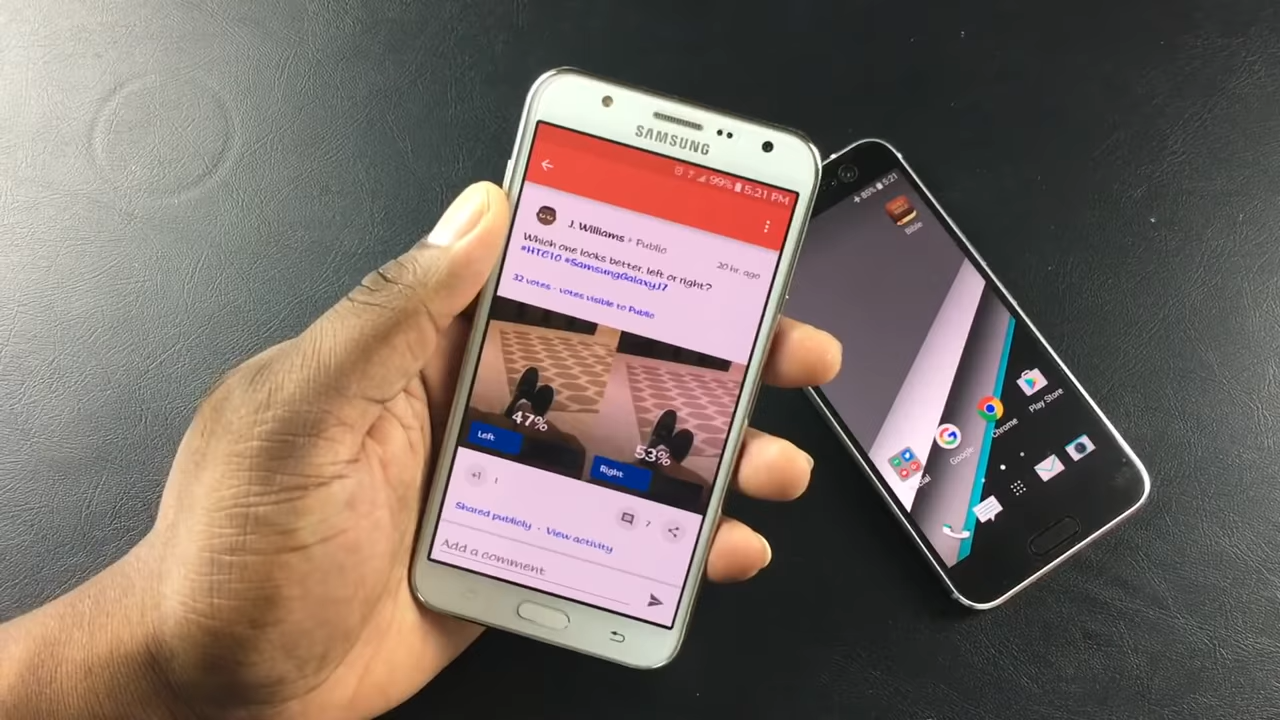 SAMSUNG
99% 5:21 PM
J. Williams ▸ Public
20 hr. ago
Which one looks better, left or right?
#HTC10 #SamsungGalaxyJ7
32 votes - votes visible to Public
47%
53%
Left
Right
+1 1
7
Shared publicly · View activity
Add a comment
85% 5:21
Bible
Play Store
Chrome
Google